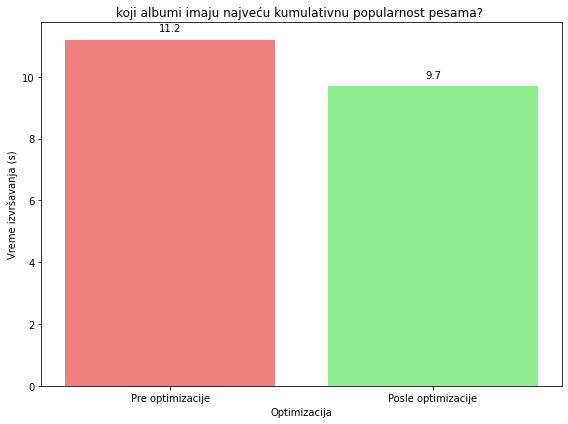 koji albumi imaju najveću kumulativnu popularnost pesama?
11.2
9.7
10
8
6
4
2
0
Vreme izvršavanja (s)
Pre optimizacije
Posle optimizacije
Optimizacija